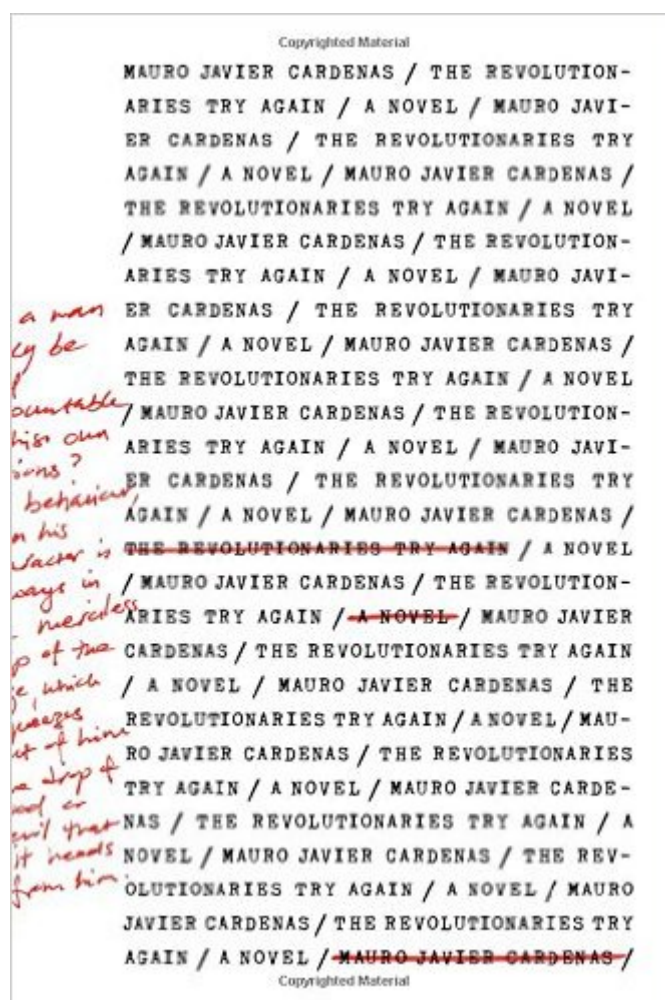 Copyrighted Material
MAURO JAVIER CARDENAS / THE REVOLUTION-
ARIES TRY AGAIN / A NOVEL / MAURO JAVI-
ER CARDENAS / THE REVOLUTIONARIES TRY
AGAIN / A NOVEL / MAURO JAVIER CARDENAS /
THE REVOLUTIONARIES TRY AGAIN / A NOVEL
/ MAURO JAVIER CARDENAS / THE REVOLUTION-
ARIES TRY AGAIN / A NOVEL / MAURO JAVI-
ER CARDENAS / THE REVOLUTIONARIES TRY
AGAIN / A NOVEL / MAURO JAVIER CARDENAS /
THE REVOLUTIONARIES TRY AGAIN / A NOVEL
/ MAURO JAVIER CARDENAS / THE REVOLUTION-
ARIES TRY AGAIN / A NOVEL / MAURO JAVI-
ER CARDENAS / THE REVOLUTIONARIES TRY
AGAIN / A NOVEL / MAURO JAVIER CARDENAS /
THE REVOLUTIONARIES TRY AGAIN / A NOVEL
/ MAURO JAVIER CARDENAS / THE REVOLUTION-
ARIES TRY AGAIN / A NOVEL / MAURO JAVIER
CARDENAS / THE REVOLUTIONARIES TRY AGAIN
/ A NOVEL / MAURO JAVIER CARDENAS / THE
REVOLUTIONARIES TRY AGAIN / A NOVEL / MAU-
RO JAVIER CARDENAS / THE REVOLUTIONARIES
TRY AGAIN / A NOVEL / MAURO JAVIER CARDE-
NAS / THE REVOLUTIONARIES TRY AGAIN / A
NOVEL / MAURO JAVIER CARDENAS / THE REV-
OLUTIONARIES TRY AGAIN / A NOVEL / MAURO
JAVIER CARDENAS / THE REVOLUTIONARIES TRY
AGAIN / A NOVEL / MAURO JAVIER CARDENAS /
Copyrighted Material
a man
be
own
?
behaviour,
his
is
in
merciless
of the
which
of him
drop of
or
that
it needs
from him.